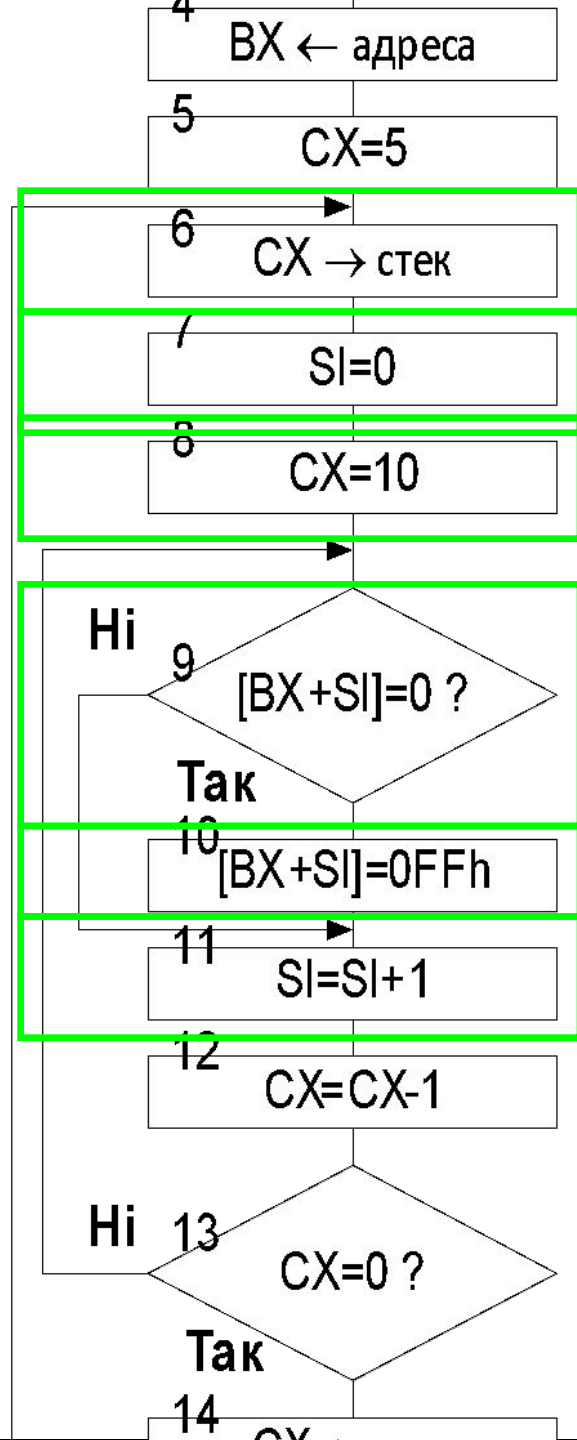 4
BX ← адреса
5
CX=5
6
CX → стек
7
SI=0
8
CX=10
Ні
9
[BX+SI]=0 ?
Так
10
[BX+SI]=0FFh
11
SI=SI+1
12
CX=CX-1
Ні
13
CX=0 ?
Так
14